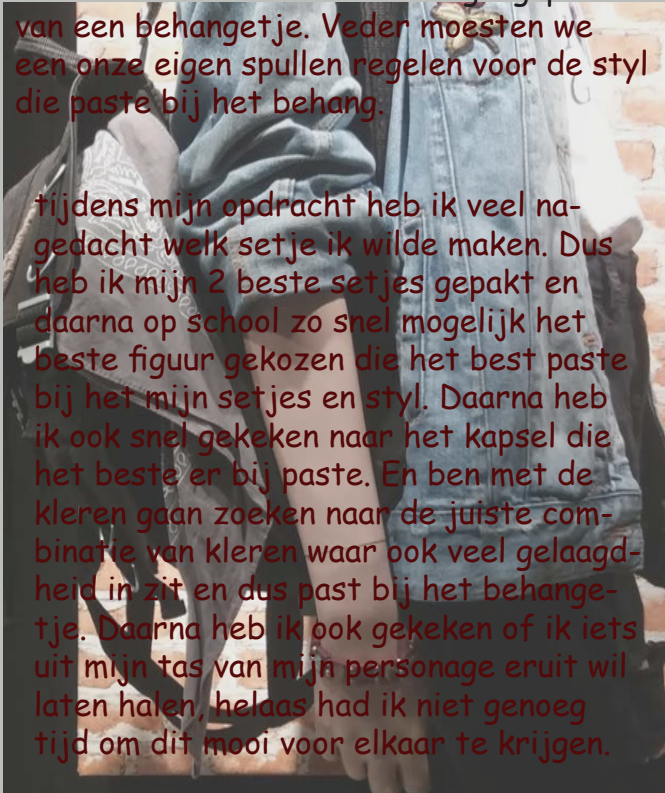 van een behangetje. Veder moesten we
een onze eigen spullen regelen voor de styl
die paste bij het behang.
tijdens mijn opdracht heb ik veel na-
gedacht welk setje ik wilde maken. Dus
heb ik mijn 2 beste setjes gepakt en
daarna op school zo snel mogelijk het
beste figuur gekozen die het best paste
bij het mijn setjes en styl. Daarna heb
ik ook snel gekeken naar het kapsel die
het beste er bij paste. En ben met de
kleren gaan zoeken naar de juiste com-
binatie van kleren waar ook veel gelaagd-
heid in zit en dus past bij het behange-
tje. Daarna heb ik ook gekeken of ik iets
uit mijn tas van mijn personage eruit wil
laten halen, helaas had ik niet genoeg
tijd om dit mooi voor elkaar te krijgen.